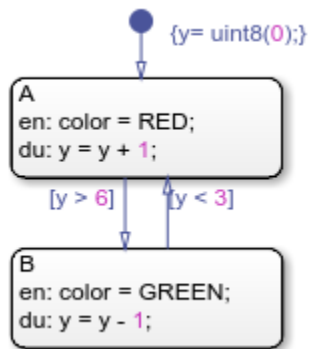 {y= uint8(0);}
A
en: color = RED;
du: y = y + 1;
[y > 6] [y < 3]
B
en: color = GREEN;
du: y = y - 1;